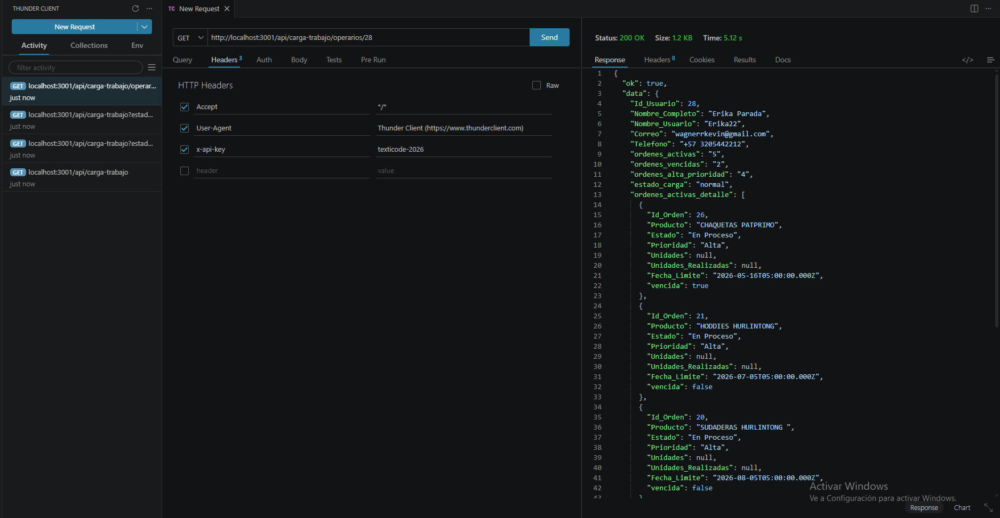 THUNDER CLIENT
New Request
Activity
Collections
Env
filter activity
GET localhost:3001/api/carga-trabajo/operar...
just now
GET localhost:3001/api/carga-trabajo?estad...
just now
GET localhost:3001/api/carga-trabajo?estad...
just now
GET localhost:3001/api/carga-trabajo
just now
TC New Request
GET http://localhost:3001/api/carga-trabajo/operarios/28 Send
Query Headers 3 Auth Body Tests Pre Run
HTTP Headers Raw
Accept */*
User-Agent Thunder Client (https://www.thunderclient.com)
x-api-key texticode-2026
header value
Status: 200 OK Size: 1.2 KB Time: 5.12 s
Response Headers 8 Cookies Results Docs </>
1 {
2 "ok": true,
3 "data": {
4 "Id_Usuario": 28,
5 "Nombre_Completo": "Erika Parada",
6 "Nombre_Usuario": "Erika22",
7 "Correo": "wagnerrkevin@gmail.com",
8 "Telefono": "+57 3205442212",
9 "ordenes_activas": "5",
10 "ordenes_vencidas": "2",
11 "ordenes_alta_prioridad": "4",
12 "estado_carga": "normal",
13 "ordenes_activas_detalle": [
14 {
15 "Id_Orden": 26,
16 "Producto": "CHAQUETAS PATPRIMO",
17 "Estado": "En Proceso",
18 "Prioridad": "Alta",
19 "Unidades": null,
20 "Unidades_Realizadas": null,
21 "Fecha_Limite": "2026-05-16T05:00:00.000Z",
22 "vencida": true
23 },
24 {
25 "Id_Orden": 21,
26 "Producto": "HODDIES HURLINTONG",
27 "Estado": "En Proceso",
28 "Prioridad": "Alta",
29 "Unidades": null,
30 "Unidades_Realizadas": null,
31 "Fecha_Limite": "2026-07-05T05:00:00.000Z",
32 "vencida": false
33 },
34 {
35 "Id_Orden": 20,
36 "Producto": "SUDADERAS HURLINTONG ",
37 "Estado": "En Proceso",
38 "Prioridad": "Alta",
39 "Unidades": null,
40 "Unidades_Realizadas": null,
41 "Fecha_Limite": "2026-08-05T05:00:00.000Z",
42 "vencida": false
43 }
Activar Windows
Ve a Configuración para activar Windows.
Response Chart